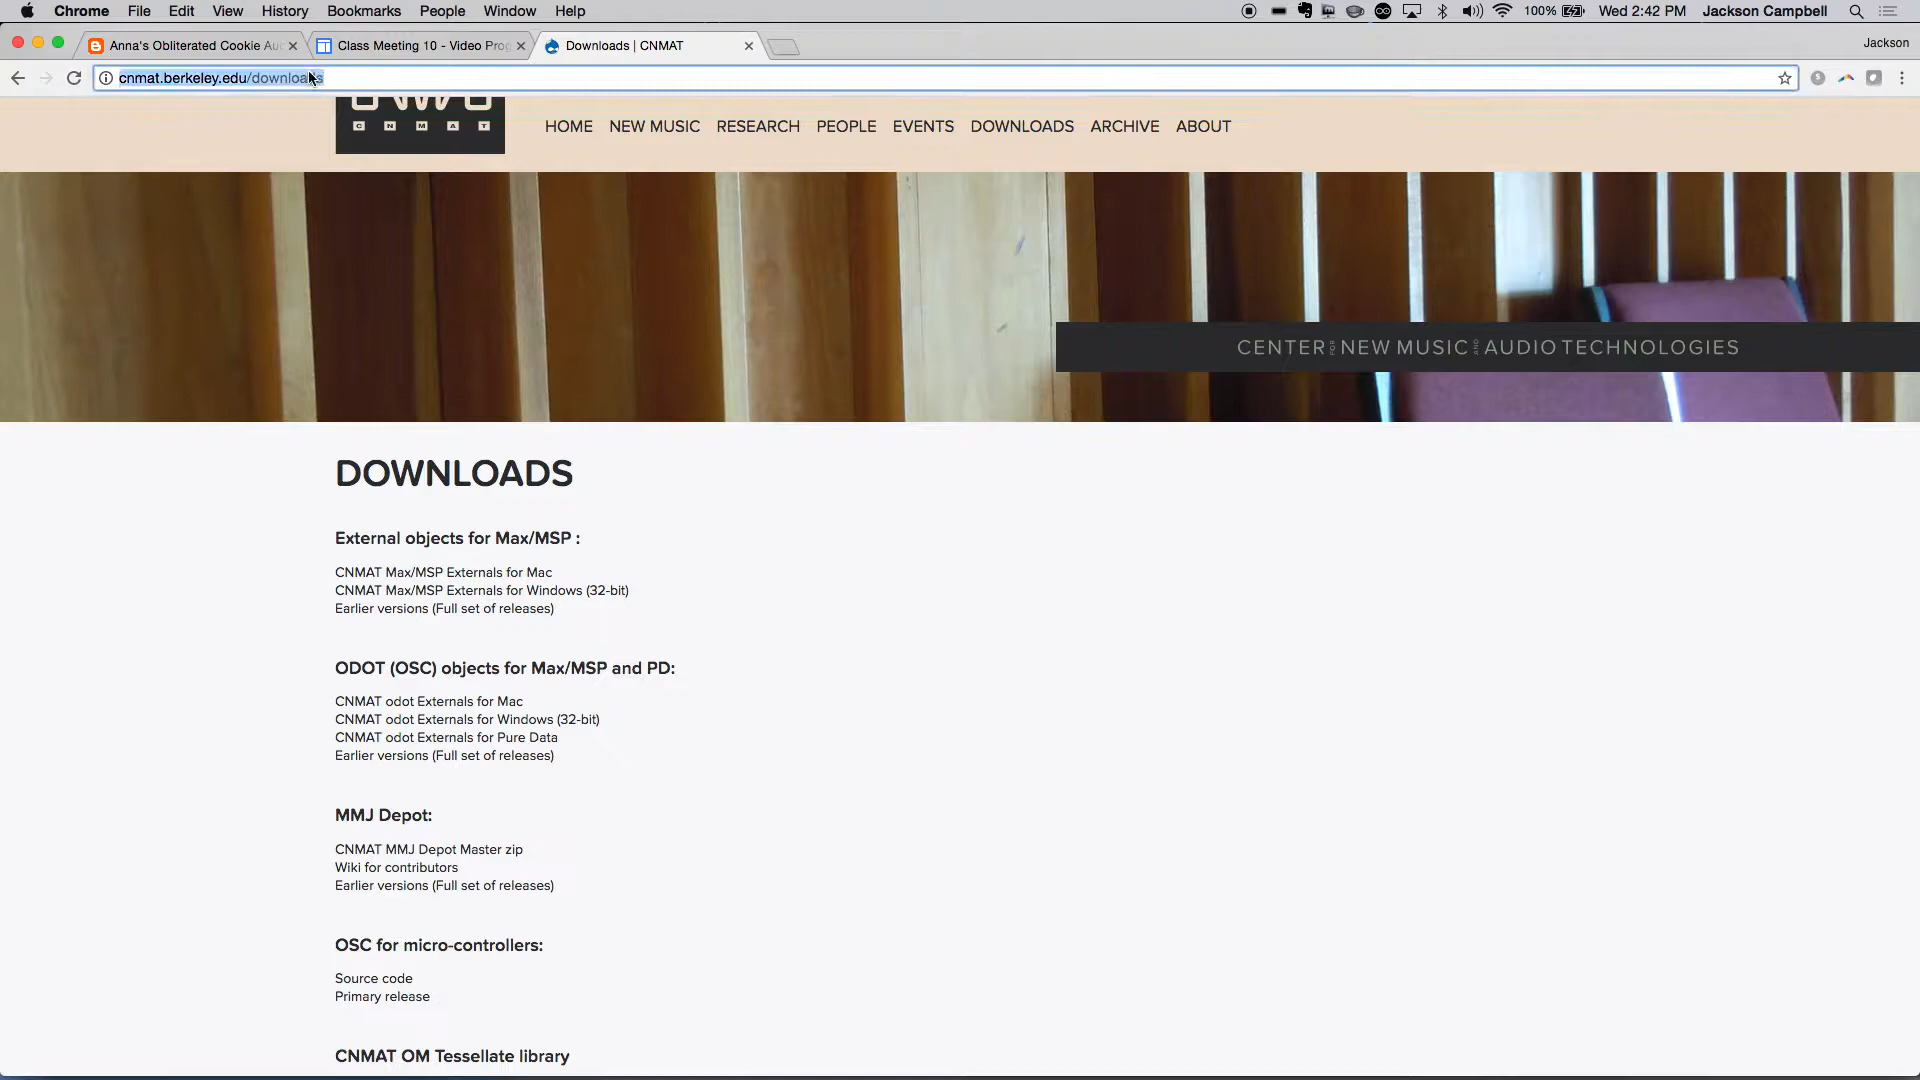 Chrome File Edit View History Bookmarks People Window Help 100% Wed 2:42 PM Jackson Campbell
Anna's Obliterated Cookie Au Class Meeting 10 - Video Prog Downloads | CNMAT Jackson
cnmat.berkeley.edu/downloads
C N M A T
HOME NEW MUSIC RESEARCH PEOPLE EVENTS DOWNLOADS ARCHIVE ABOUT
CENTER FOR NEW MUSIC AND AUDIO TECHNOLOGIES
DOWNLOADS
External objects for Max/MSP :
CNMAT Max/MSP Externals for Mac
CNMAT Max/MSP Externals for Windows (32-bit)
Earlier versions (Full set of releases)
ODOT (OSC) objects for Max/MSP and PD:
CNMAT odot Externals for Mac
CNMAT odot Externals for Windows (32-bit)
CNMAT odot Externals for Pure Data
Earlier versions (Full set of releases)
MMJ Depot:
CNMAT MMJ Depot Master zip
Wiki for contributors
Earlier versions (Full set of releases)
OSC for micro-controllers:
Source code
Primary release
CNMAT OM Tessellate library